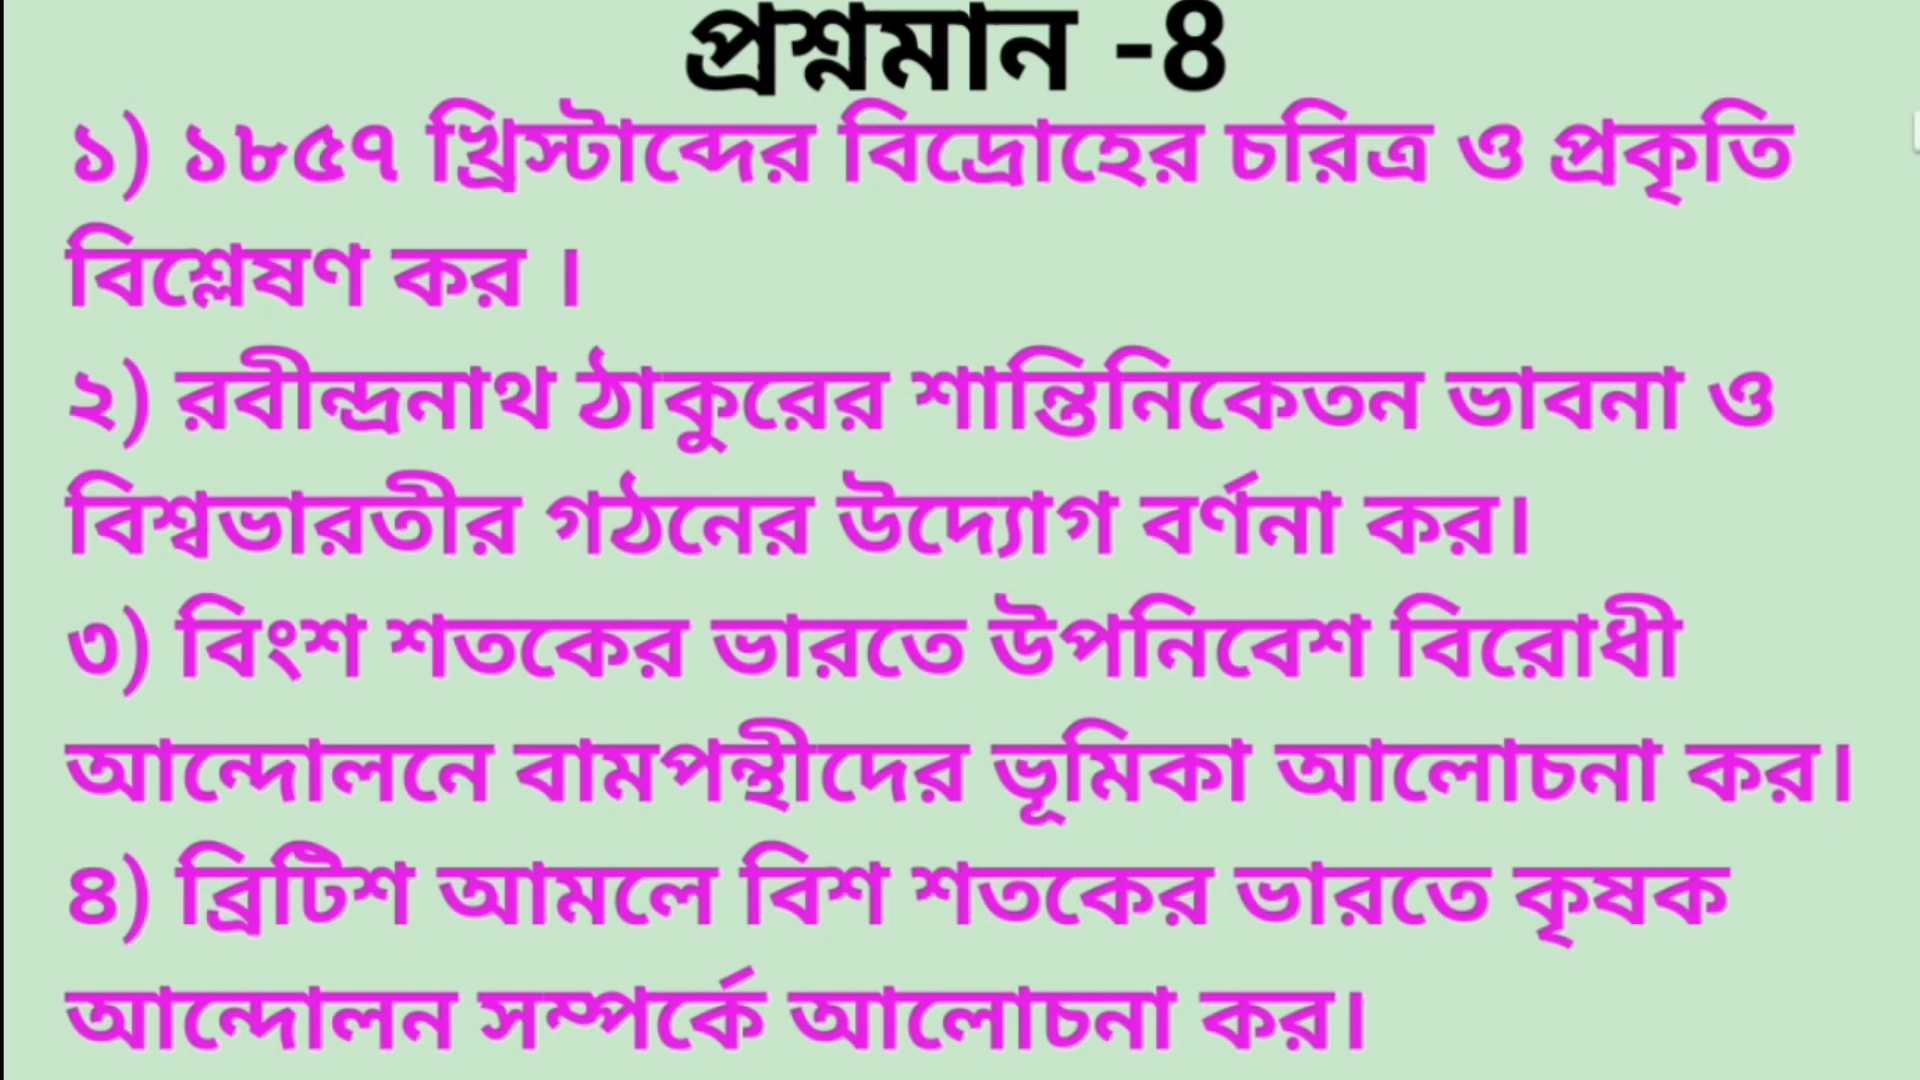 প্রশ্নমান -8
১) ১৮৫৭ খ্রিস্টাব্দের বিদ্রোহের চরিত্র ও প্রকৃতি
বিশ্লেষণ কর ।
২) রবীন্দ্রনাথ ঠাকুরের শান্তিনিকেতন ভাবনা ও
বিশ্বভারতীর গঠনের উদ্যোগ বর্ণনা কর।
৩) বিংশ শতকের ভারতে উপনিবেশ বিরোধী
আন্দোলনে বামপন্থীদের ভূমিকা আলোচনা কর।
৪) ব্রিটিশ আমলে বিশ শতকের ভারতে কৃষক
আন্দোলন সম্পর্কে আলোচনা কর।